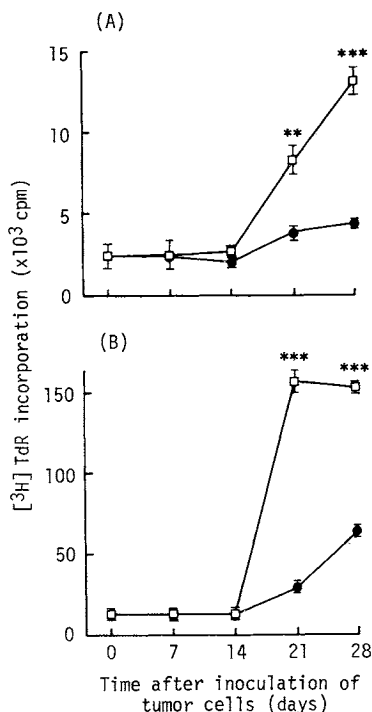 (A)
***
**
15
10
5
0
[³H] TdR incorporation (x10³ cpm)
(B)
***
***
150
100
50
0
0 7 14 21 28
Time after inoculation of
tumor cells (days)